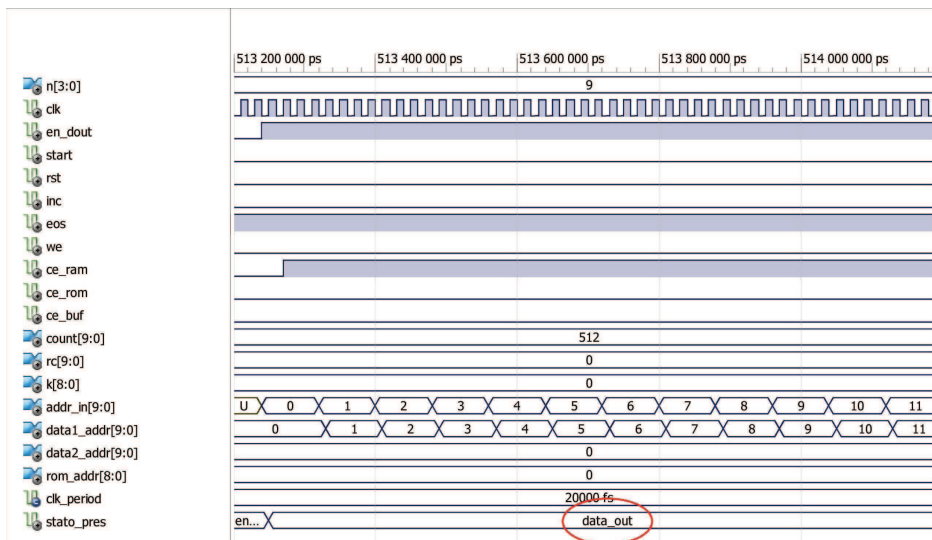 513 200 000 ps 513 400 000 ps 513 600 000 ps 513 800 000 ps 514 000 000 ps
n[3:0] 9
clk
en_dout
start
rst
inc
eos
we
ce_ram
ce_rom
ce_buf
count[9:0] 512
rc[9:0] 0
k[8:0] 0
addr_in[9:0] U 0 1 2 3 4 5 6 7 8 9 10 11
data1_addr[9:0] 0 1 2 3 4 5 6 7 8 9 10 11
data2_addr[9:0] 0
rom_addr[8:0] 0
clk_period 20000 fs
stato_pres en... data_out